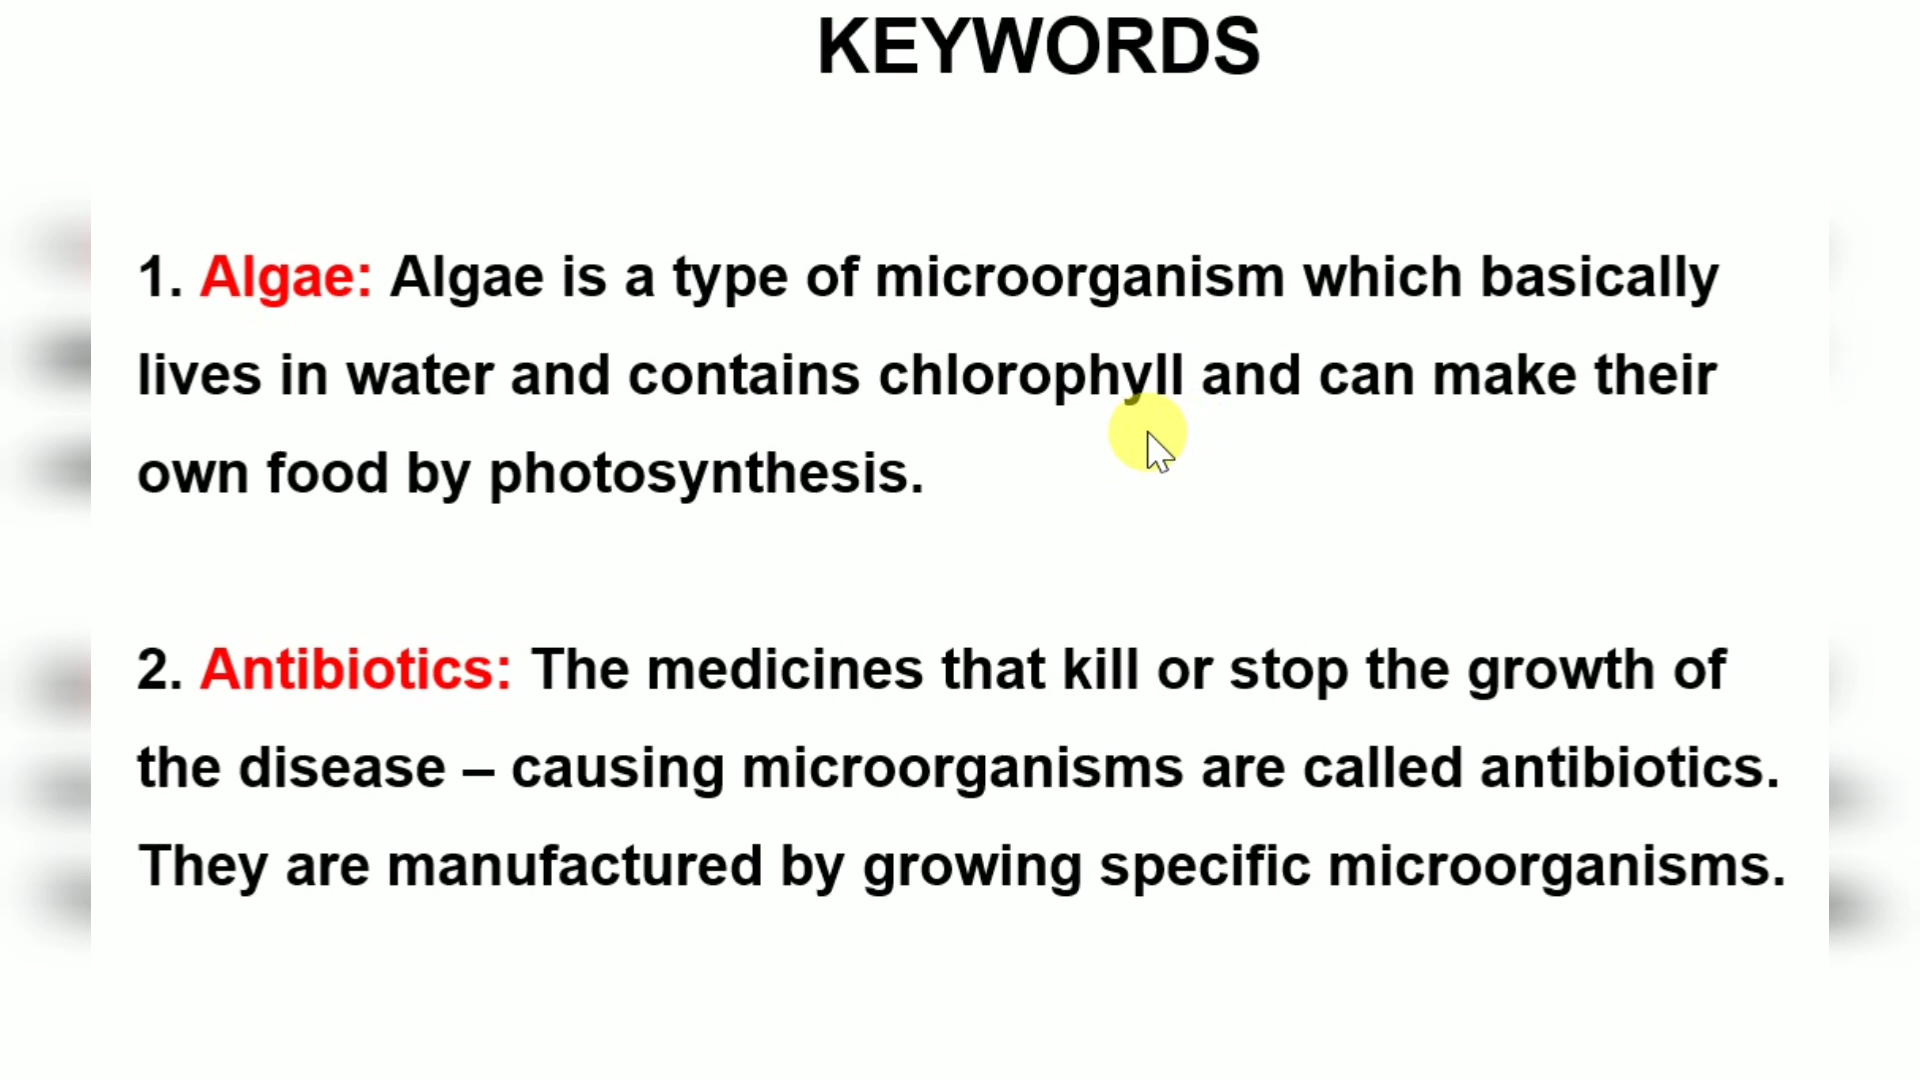 KEYWORDS
1. Algae: Algae is a type of microorganism which basically
lives in water and contains chlorophyll and can make their
own food by photosynthesis.
2. Antibiotics: The medicines that kill or stop the growth of
the disease – causing microorganisms are called antibiotics.
They are manufactured by growing specific microorganisms.